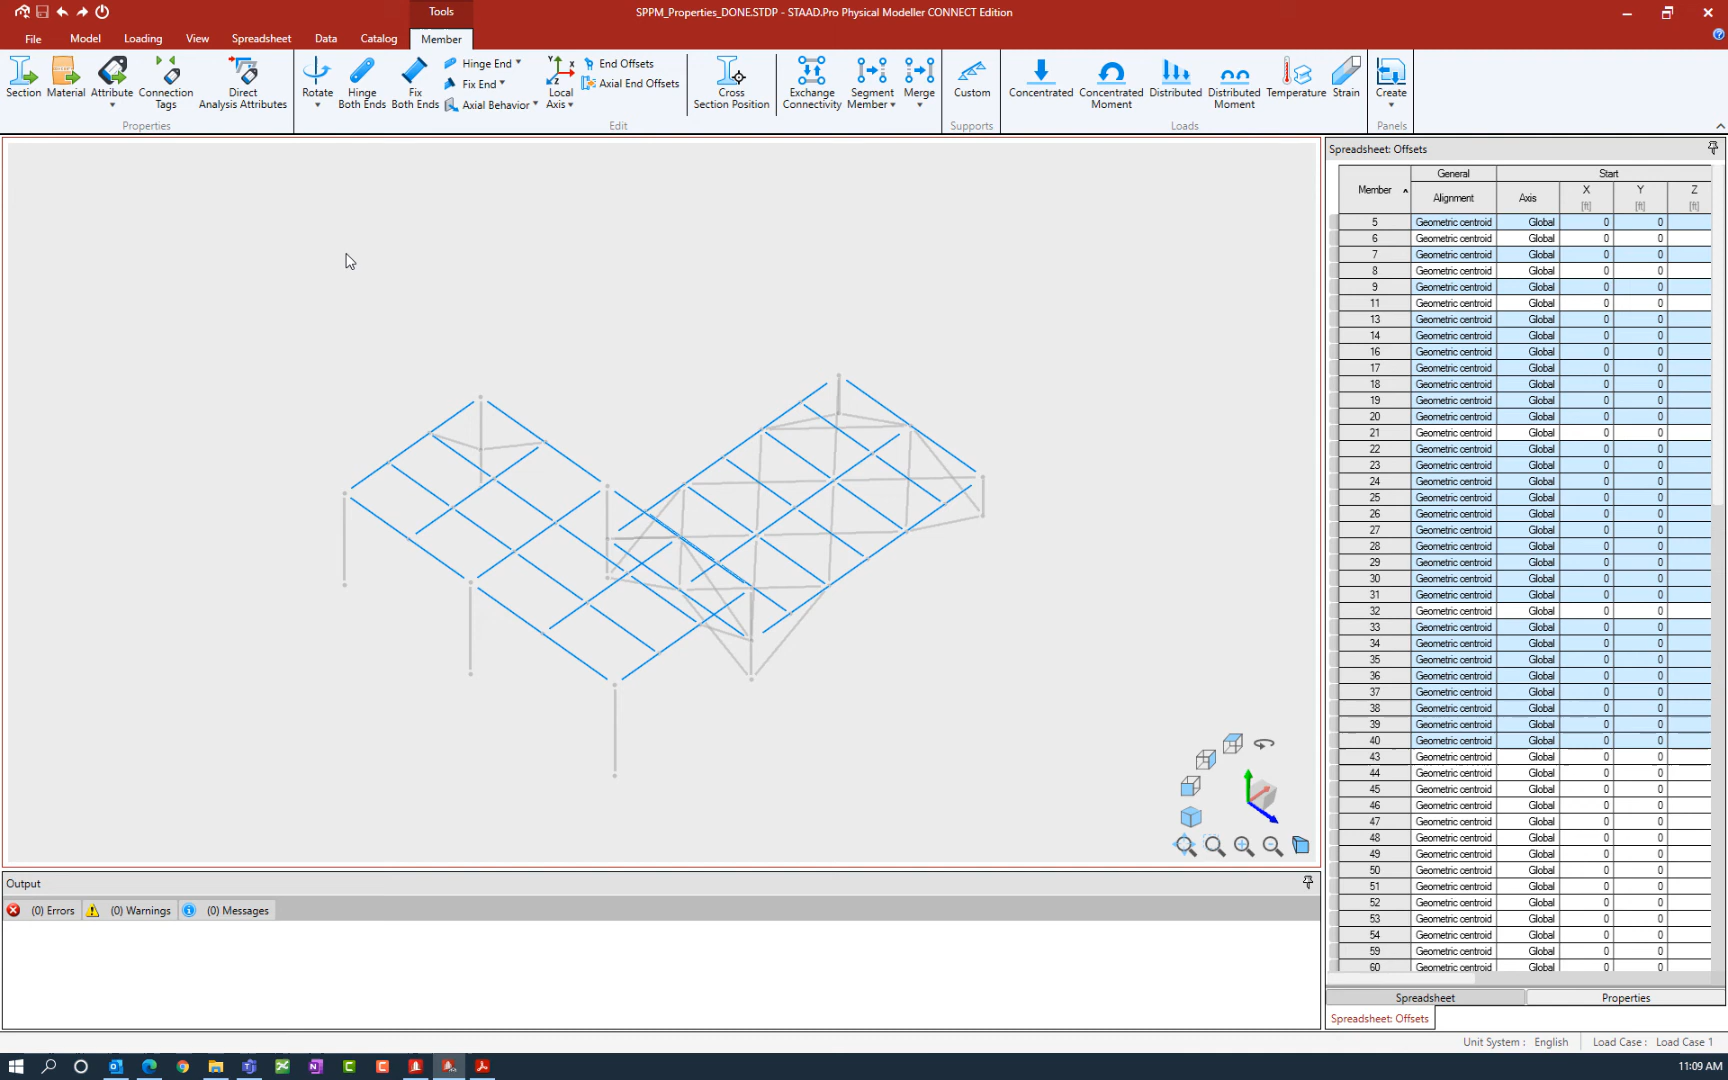 SPPM_Properties_DONE.STDP - STAAD.Pro Physical Modeller CONNECT Edition
Tools
File Model Loading View Spreadsheet Data Catalog Member
Section
Material
Attribute
Connection
Tags
Direct
Analysis Attributes
Properties
Rotate
Hinge
Both Ends
Fix
Both Ends
Hinge End
Fix End
Axial Behavior
Local
Axis
End Offsets
Axial End Offsets
Edit
Cross
Section Position
Exchange
Connectivity
Segment
Member
Merge
Custom
Supports
Concentrated
Concentrated
Moment
Distributed
Distributed
Moment
Temperature
Strain
Loads
Create
Panels
Spreadsheet: Offsets
General Start
Member Alignment Axis X Y Z
[ft] [ft] [ft]
5 Geometric centroid Global 0 0
6 Geometric centroid Global 0 0
7 Geometric centroid Global 0 0
8 Geometric centroid Global 0 0
9 Geometric centroid Global 0 0
11 Geometric centroid Global 0 0
13 Geometric centroid Global 0 0
14 Geometric centroid Global 0 0
16 Geometric centroid Global 0 0
17 Geometric centroid Global 0 0
18 Geometric centroid Global 0 0
19 Geometric centroid Global 0 0
20 Geometric centroid Global 0 0
21 Geometric centroid Global 0 0
22 Geometric centroid Global 0 0
23 Geometric centroid Global 0 0
24 Geometric centroid Global 0 0
25 Geometric centroid Global 0 0
26 Geometric centroid Global 0 0
27 Geometric centroid Global 0 0
28 Geometric centroid Global 0 0
29 Geometric centroid Global 0 0
30 Geometric centroid Global 0 0
31 Geometric centroid Global 0 0
32 Geometric centroid Global 0 0
33 Geometric centroid Global 0 0
34 Geometric centroid Global 0 0
35 Geometric centroid Global 0 0
36 Geometric centroid Global 0 0
37 Geometric centroid Global 0 0
38 Geometric centroid Global 0 0
39 Geometric centroid Global 0 0
40 Geometric centroid Global 0 0
43 Geometric centroid Global 0 0
44 Geometric centroid Global 0 0
45 Geometric centroid Global 0 0
46 Geometric centroid Global 0 0
47 Geometric centroid Global 0 0
48 Geometric centroid Global 0 0
49 Geometric centroid Global 0 0
50 Geometric centroid Global 0 0
51 Geometric centroid Global 0 0
52 Geometric centroid Global 0 0
53 Geometric centroid Global 0 0
54 Geometric centroid Global 0 0
59 Geometric centroid Global 0 0
60 Geometric centroid Global 0 0
Spreadsheet Properties
Spreadsheet: Offsets
Output
(0) Errors (0) Warnings (0) Messages
Unit System : English Load Case : Load Case 1
11:09 AM